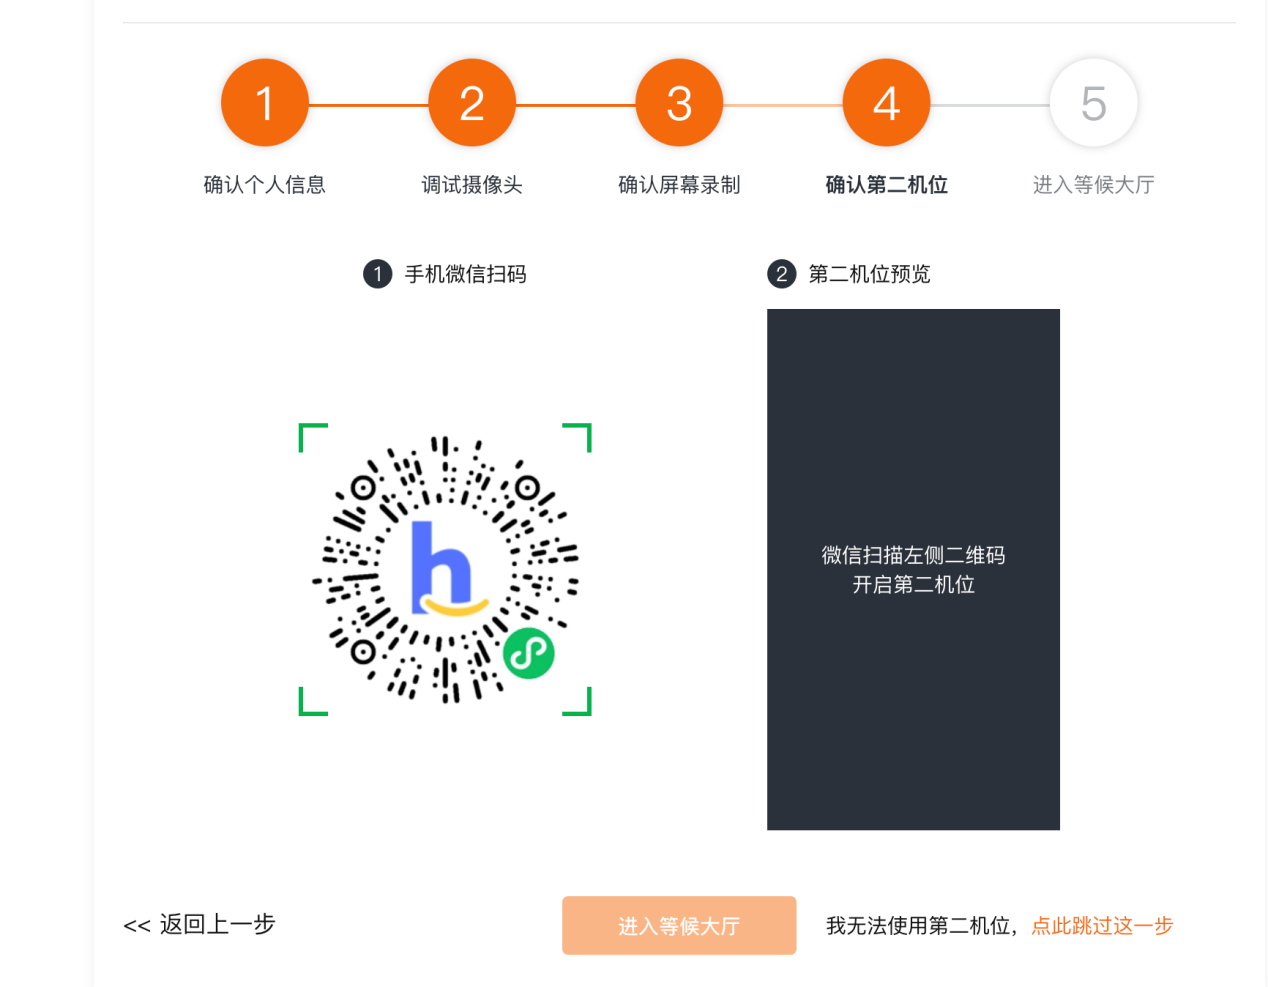 1
2
3
4
5
确认个人信息
调试摄像头
确认屏幕录制
确认第二机位
进入等候大厅
1 手机微信扫码
2 第二机位预览
h
微信扫描左侧二维码
开启第二机位
<< 返回上一步
进入等候大厅
我无法使用第二机位，点此跳过这一步